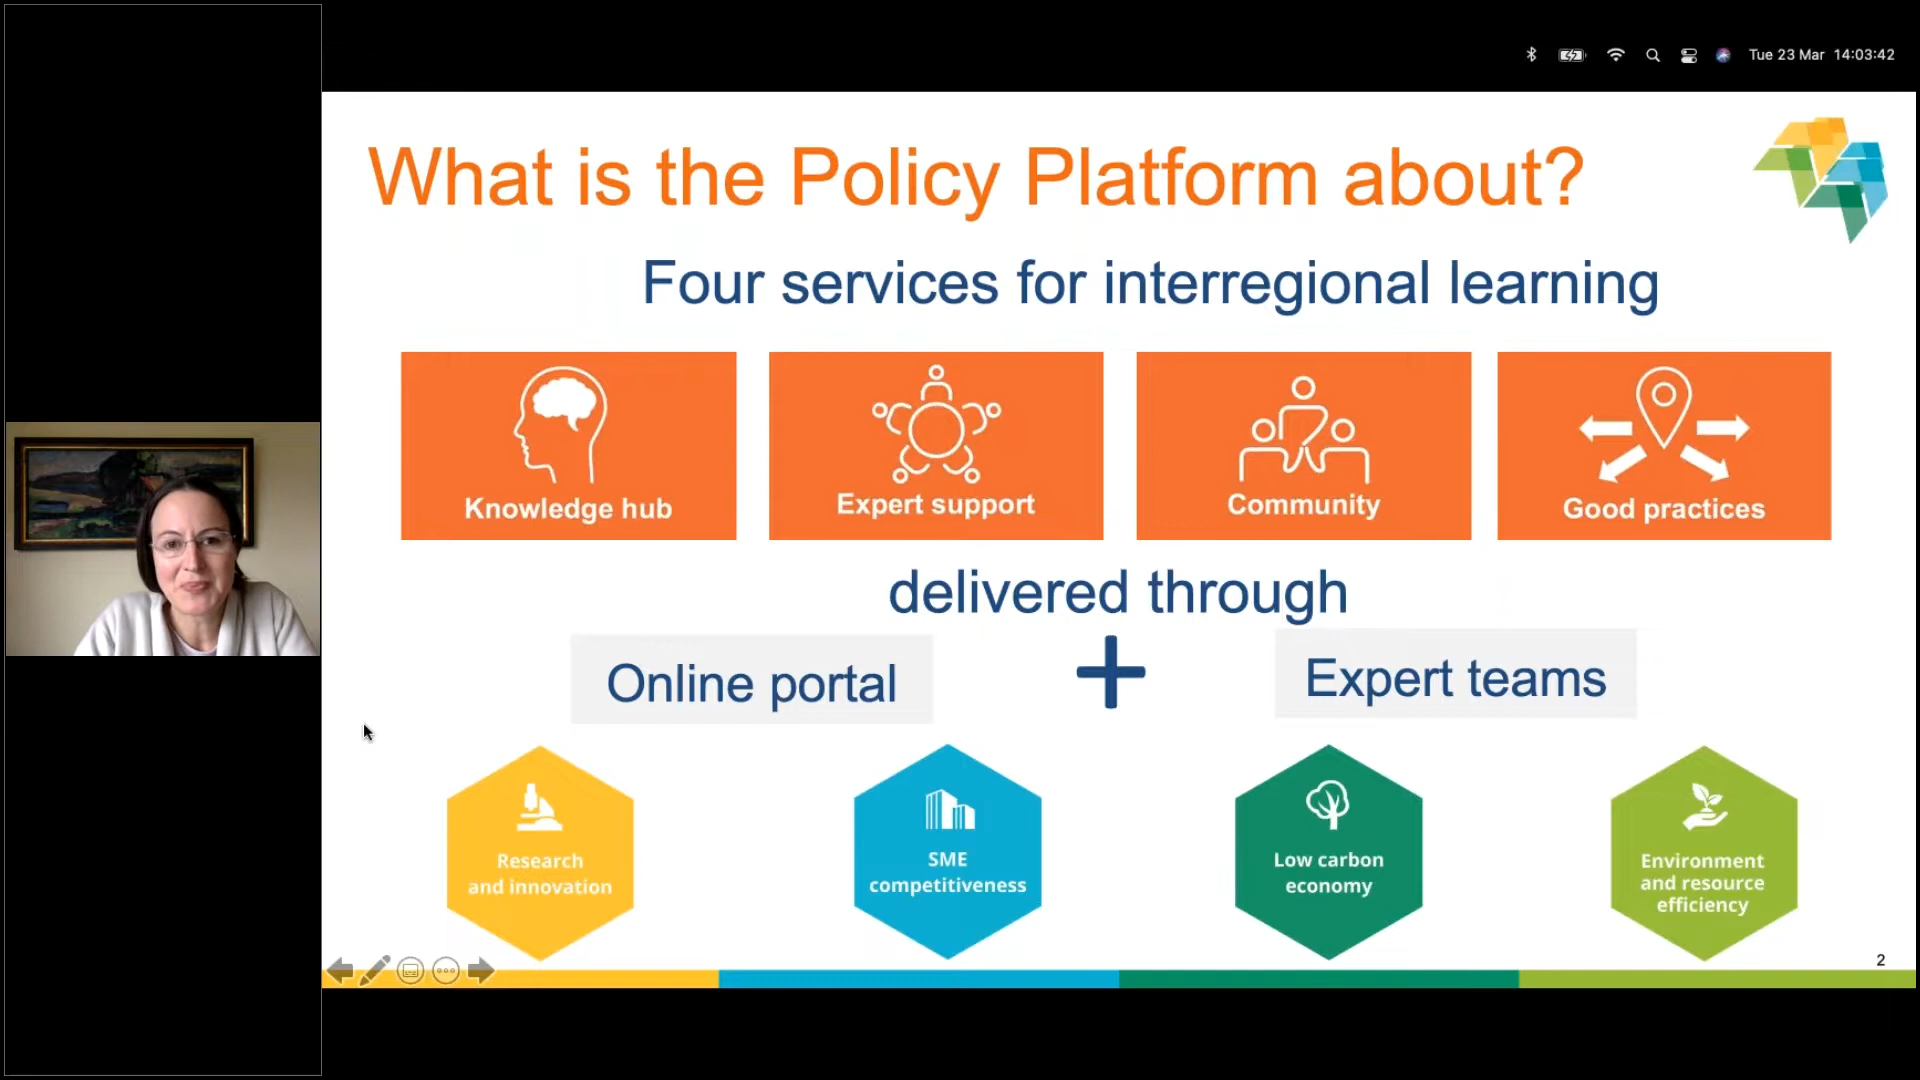 Tue 23 Mar 14:03:42
What is the Policy Platform about?
Four services for interregional learning
Knowledge hub
Expert support
Community
Good practices
delivered through
Online portal
+
Expert teams
Research
and innovation
SME
competitiveness
Low carbon
economy
Environment
and resource
efficiency
2